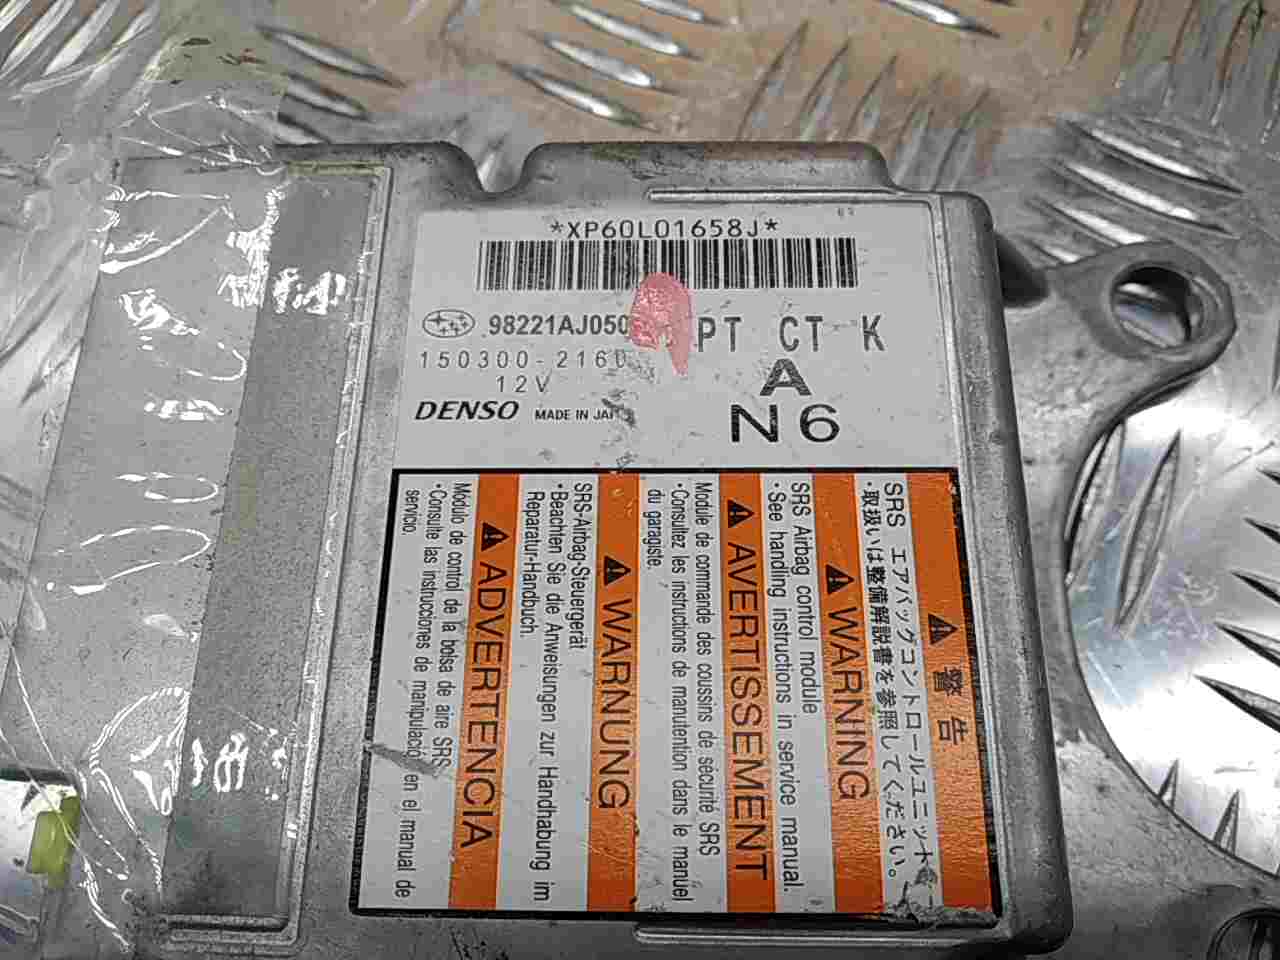 *XP60L01658J*
98221AJ050 PT CT K
150300-216
12V
A
DENSO MADE IN
N6
警告
SRS エアバッグコントロールユニット
・取扱いは整備解説書を参照してください。
WARNING
SRS Airbag control module
・See handling instructions in service manual.
AVERTISSEMENT
Module de commande des coussins de sécurité SRS
・Consultez les instructions de manutention dans le manuel
du garagiste.
WARNUNG
SRS-Airbag-Steuergerät
・Beachten Sie die Anweisungen zur Handhabung im
Reparatur-Handbuch.
ADVERTENCIA
Módulo de control de la bolsa de aire SRS
・Consulte las instrucciones de manipulació en el manual de
servicio.